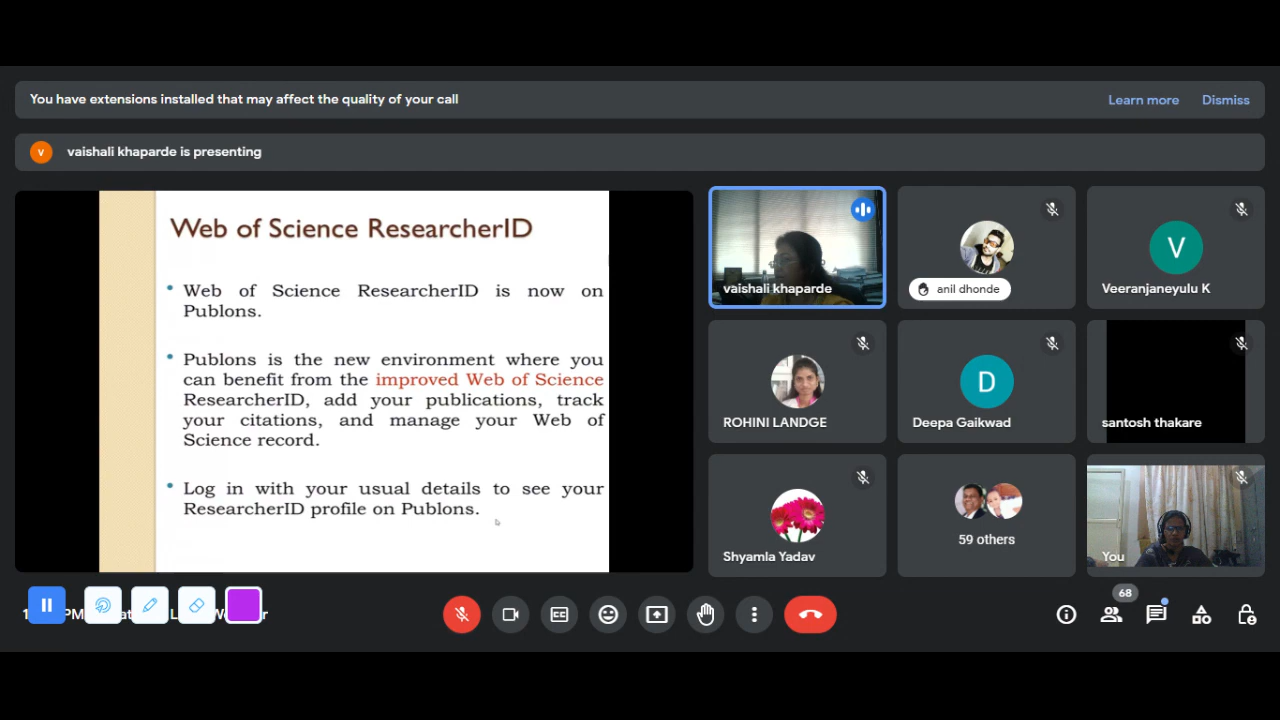 You have extensions installed that may affect the quality of your call
Learn more
Dismiss
V
vaishali khaparde is presenting
Web of Science ResearcherID
• Web of Science ResearcherID is now on
Publons.
• Publons is the new environment where you
can benefit from the improved Web of Science
ResearcherID, add your publications, track
your citations, and manage your Web of
Science record.
• Log in with your usual details to see your
ResearcherID profile on Publons.
vaishali khaparde
anil dhonde
V
Veeranjaneyulu K
ROHINI LANDGE
D
Deepa Gaikwad
santosh thakare
Shyamla Yadav
59 others
You
PM
68